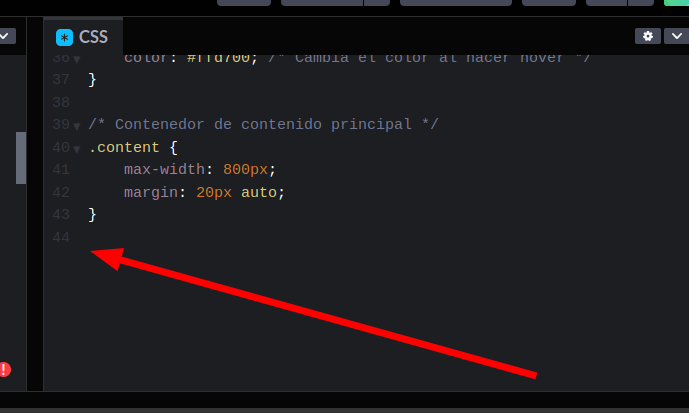 CSS
36 color: #ffd700; /* Cambia el color al hacer hover */
37 }
38
39 /* Contenedor de contenido principal */
40 .content {
41 max-width: 800px;
42 margin: 20px auto;
43 }
44
!